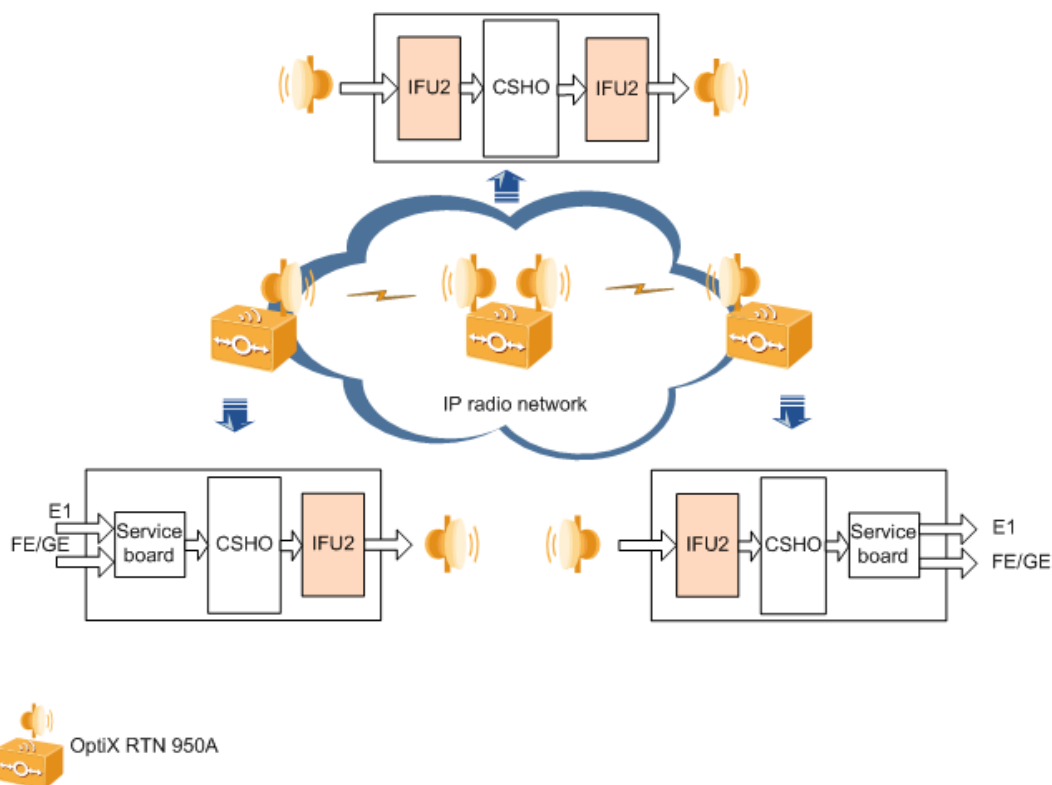 IFU2
CSHO
IFU2
IP radio network
E1
FE/GE
Service
board
CSHO
IFU2
IFU2
CSHO
Service
board
E1
FE/GE
OptiX RTN 950A